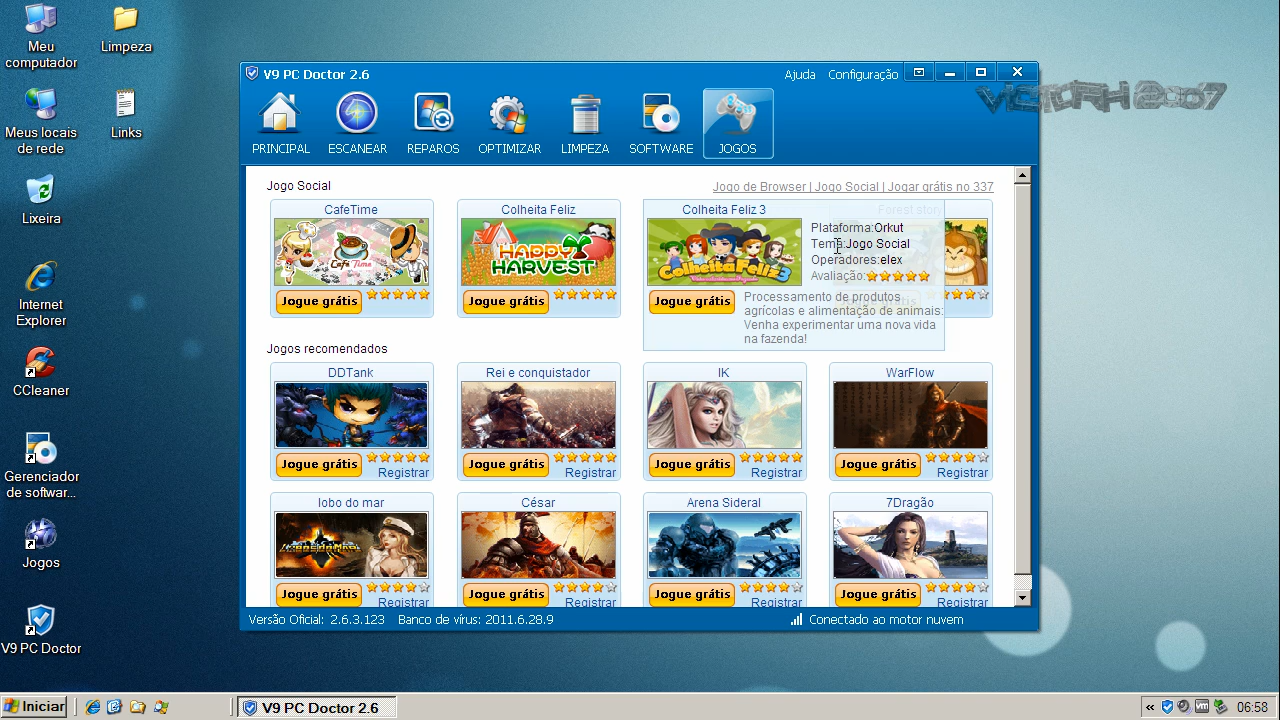 Meu computador
Limpeza
Meus locais de rede
Links
Lixeira
Internet Explorer
CCleaner
Gerenciador de softwar...
Jogos
V9 PC Doctor
V9 PC Doctor 2.6
Ajuda Configuração
PRINCIPAL ESCANEAR REPAROS OPTIMIZAR LIMPEZA SOFTWARE JOGOS
Jogo Social
Jogo de Browser | Jogo Social | Jogar grátis no 337
CafeTime
Café Time
Jogue grátis
Colheita Feliz
HAPPY HARVEST
Jogue grátis
Colheita Feliz 3
ColheitaFeliz3
Jogue grátis
Plataforma:Orkut
Tema:Jogo Social
Operadores:elex
Avaliação:
Processamento de produtos
agrícolas e alimentação de animais:
Venha experimentar uma nova vida
na fazenda!
Forest story
Jogos recomendados
DDTank
Jogue grátis
Registrar
Rei e conquistador
Jogue grátis
Registrar
IK
Jogue grátis
Registrar
WarFlow
Jogue grátis
Registrar
lobo do mar
Jogue grátis
Registrar
César
Jogue grátis
Registrar
Arena Sideral
Jogue grátis
Registrar
7Dragão
Jogue grátis
Registrar
Versão Oficial: 2.6.3.123 Banco de vírus: 2011.6.28.9
Conectado ao motor nuvem
Iniciar
V9 PC Doctor 2.6
06:58